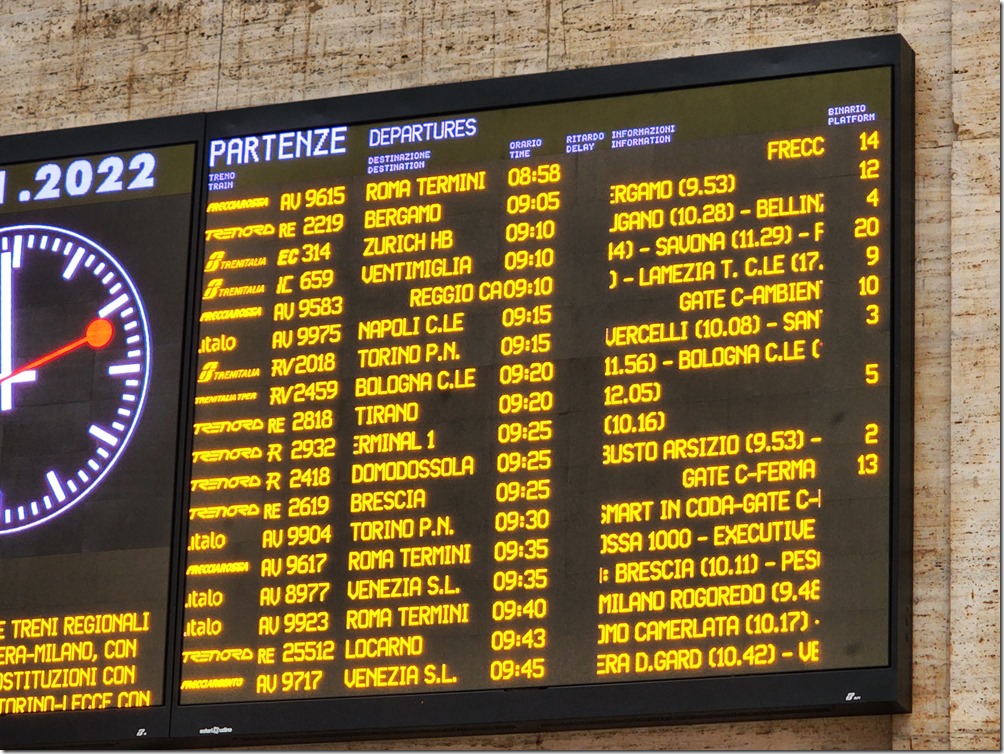 1.2022
PARTENZE DEPARTURES
TRENO TRAIN DESTINAZIONE DESTINATION ORARIO TIME RITARDO DELAY INFORMAZIONI INFORMATION BINARIO PLATFORM
FRECCIAROSSA AV 9615 ROMA TERMINI 08:58 FRECC 14
TRENORD RE 2219 BERGAMO 09:05 ERGAMO (9.53) 12
TRENITALIA EC 314 ZURICH HB 09:10 UGANO (10.28) – BELLINZ 4
TRENITALIA IC 659 VENTIMIGLIA 09:10 14) – SAVONA (11.29) – F 20
FRECCIAROSSA AV 9583 REGGIO CA 09:10 ) – LAMEZIA T. C.LE (17. 9
italo AV 9975 NAPOLI C.LE 09:15 GATE C-AMBIENT 10
TRENITALIA RV2018 TORINO P.N. 09:15 VERCELLI (10.08) – SANT 3
TRENITALIA TPER RV2459 BOLOGNA C.LE 09:20 11.56) – BOLOGNA C.LE (
TRENORD RE 2818 TIRANO 09:20 12.05) 5
TRENORD R 2932 ERMINAL 1 09:25 (10.16)
TRENORD R 2418 DOMODOSSOLA 09:25 BUSTO ARSIZIO (9.53) – 2
TRENORD RE 2619 BRESCIA 09:25 GATE C-FERMA 13
italo AV 9904 TORINO P.N. 09:30 SMART IN CODA-GATE C-
FRECCIAROSSA AV 9617 ROMA TERMINI 09:35 OSSA 1000 – EXECUTIVE
italo AV 8977 VENEZIA S.L. 09:35 : BRESCIA (10.11) – PES
italo AV 9923 ROMA TERMINI 09:40 MILANO ROGOREDO (9.48
TRENORD RE 25512 LOCARNO 09:43 OMO CAMERLATA (10.17) -
FRECCIARGENTO AV 9717 VENEZIA S.L. 09:45 ERA D.GARD (10.42) – VE
E TRENI REGIONALI
ERA-MILANO, CON
OSTITUZIONI CON
TORINO-LECCE CON